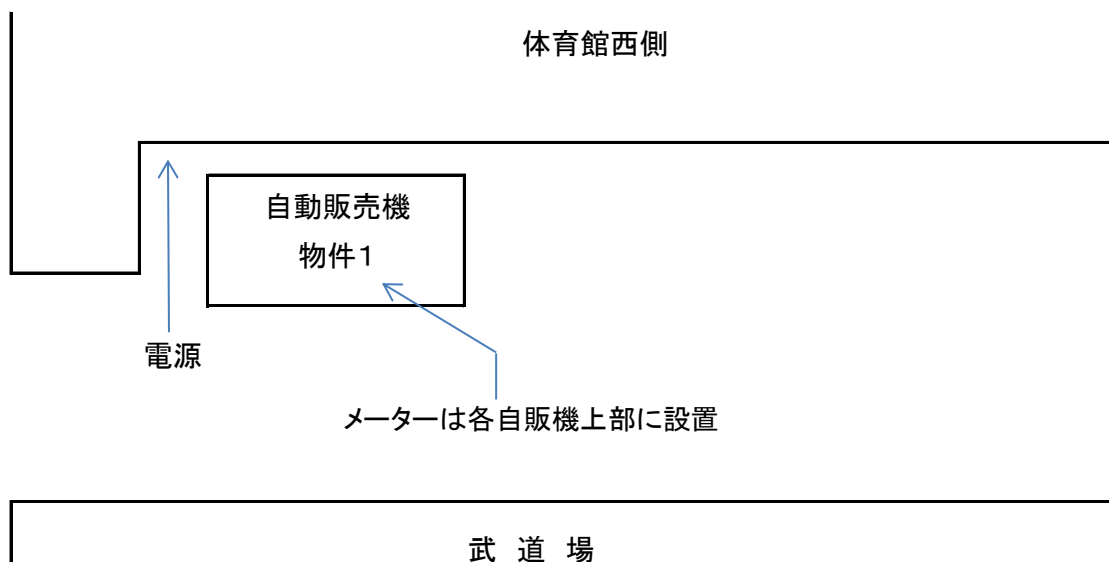 体育館西側
自動販売機
物件１
電源
メーターは各自販機上部に設置
武　道　場